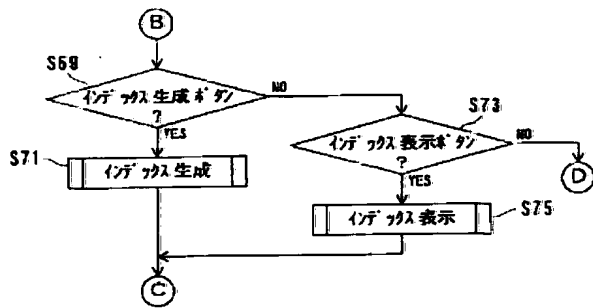 B
S69
インデックス生成ボタン
?
NO
YES
S73
インデックス表示ボタン
?
NO
YES
S71
インデックス生成
D
インデックス表示
S75
C